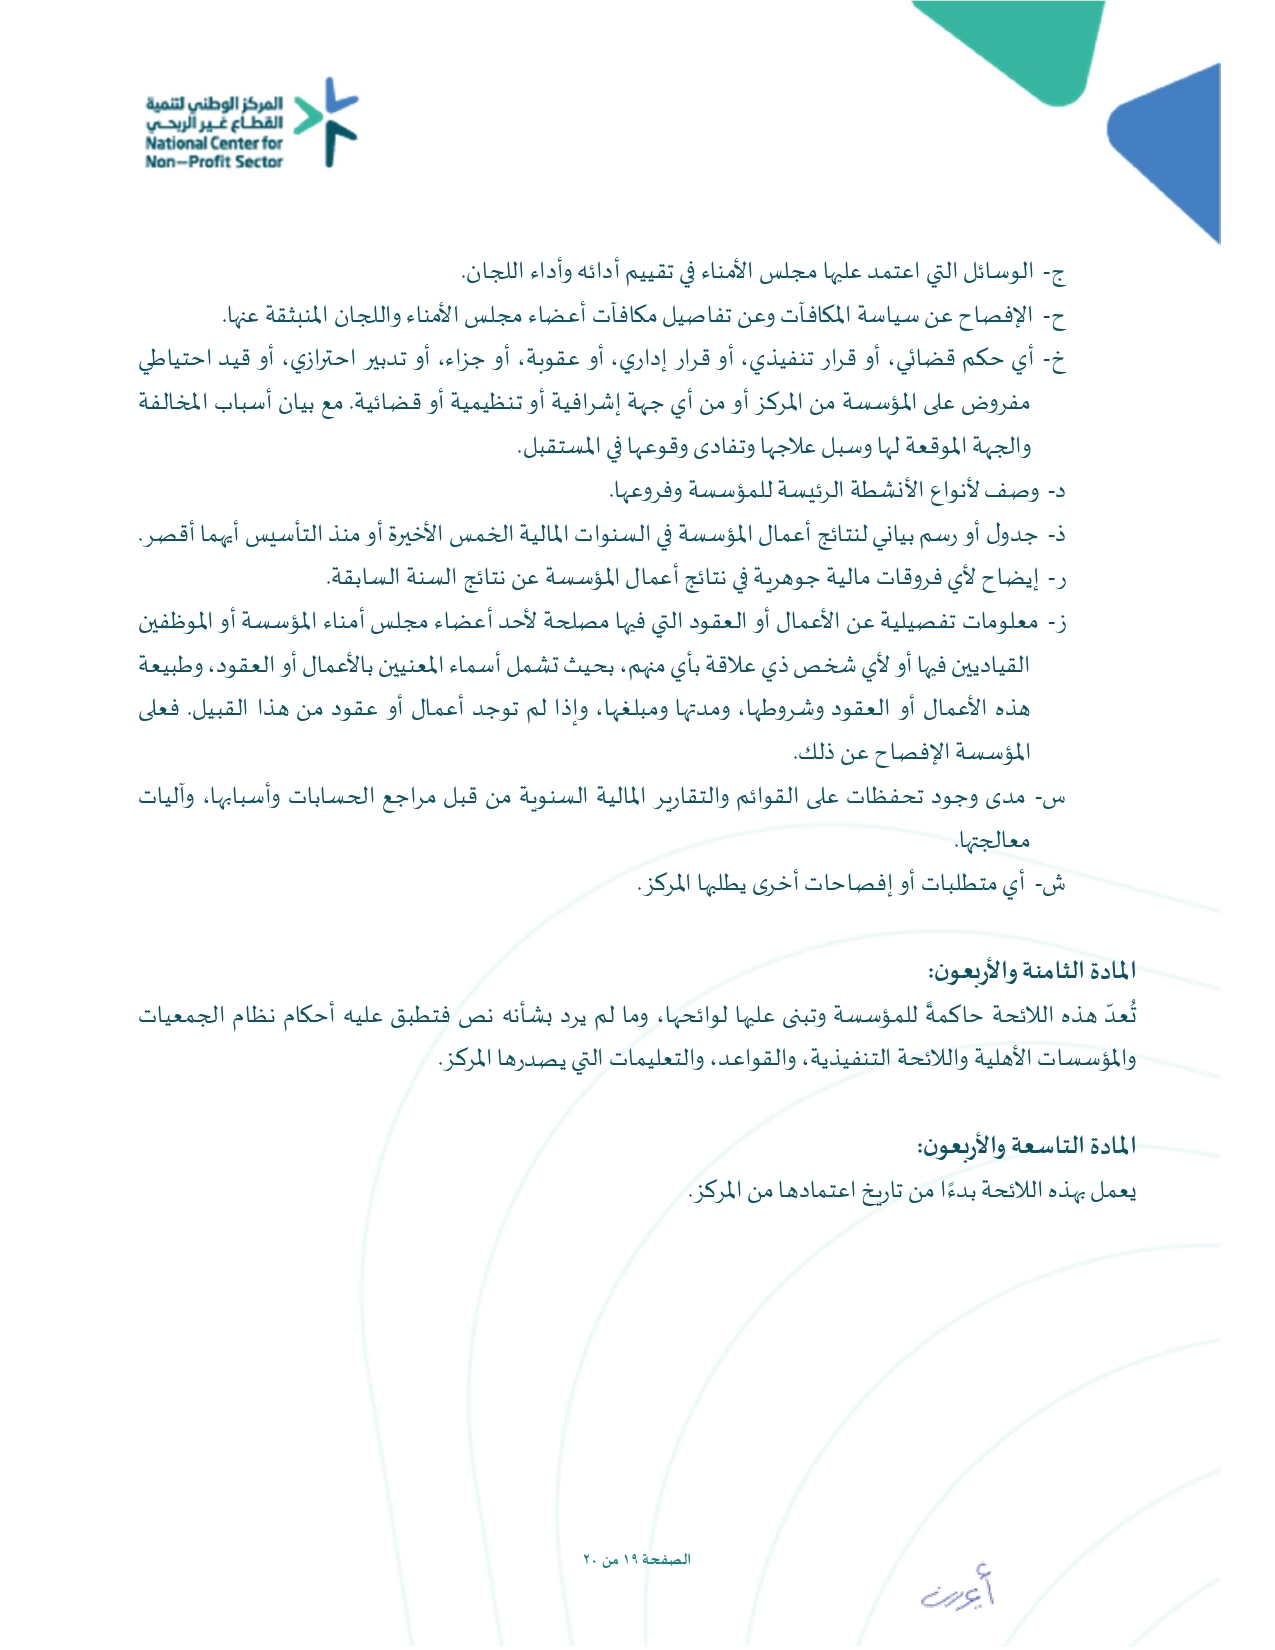 المركز الوطني لتنمية
القطاع غير الربحي
National Center for
Non-Profit Sector
ج- الوسائل التي اعتمد عليها مجلس الأمناء في تقييم أدائه وأداء اللجان.
ح- الإفصاح عن سياسة المكافآت وعن تفاصيل مكافآت أعضاء مجلس الأمناء واللجان المنبثقة عنها.
خ- أي حكم قضائي، أو قرار تنفيذي، أو قرار إداري، أو عقوبة، أو جزاء، أو تدبير احترازي، أو قيد احتياطي
مفروض على المؤسسة من المركز أو من أي جهة إشرافية أو تنظيمية أو قضائية. مع بيان أسباب المخالفة
والجهة الموقعة لها وسبل علاجها وتفادى وقوعها في المستقبل.
د- وصف لأنواع الأنشطة الرئيسة للمؤسسة وفروعها.
ذ- جدول أو رسم بياني لنتائج أعمال المؤسسة في السنوات المالية الخمس الأخيرة أو منذ التأسيس أيهما أقصر.
ر- إيضاح لأي فروقات مالية جوهرية في نتائج أعمال المؤسسة عن نتائج السنة السابقة.
ز- معلومات تفصيلية عن الأعمال أو العقود التي فيها مصلحة لأحد أعضاء مجلس أمناء المؤسسة أو الموظفين
القياديين فيها أو لأي شخص ذي علاقة بأي منهم، بحيث تشمل أسماء المعنيين بالأعمال أو العقود، وطبيعة
هذه الأعمال أو العقود وشروطها، ومدتها ومبلغها، وإذا لم توجد أعمال أو عقود من هذا القبيل. فعلى
المؤسسة الإفصاح عن ذلك.
س- مدى وجود تحفظات على القوائم والتقارير المالية السنوية من قبل مراجع الحسابات وأسبابها، وآليات
معالجتها.
ش- أي متطلبات أو إفصاحات أخرى يطلبها المركز.
المادة الثامنة والأربعون:
تُعدّ هذه اللائحة حاكمةً للمؤسسة وتبنى عليها لوائحها، وما لم يرد بشأنه نص فتطبق عليه أحكام نظام الجمعيات
والمؤسسات الأهلية واللائحة التنفيذية، والقواعد، والتعليمات التي يصدرها المركز.
المادة التاسعة والأربعون:
يعمل بهذه اللائحة بدءًا من تاريخ اعتمادها من المركز.
الصفحة ١٩ من ٢٠